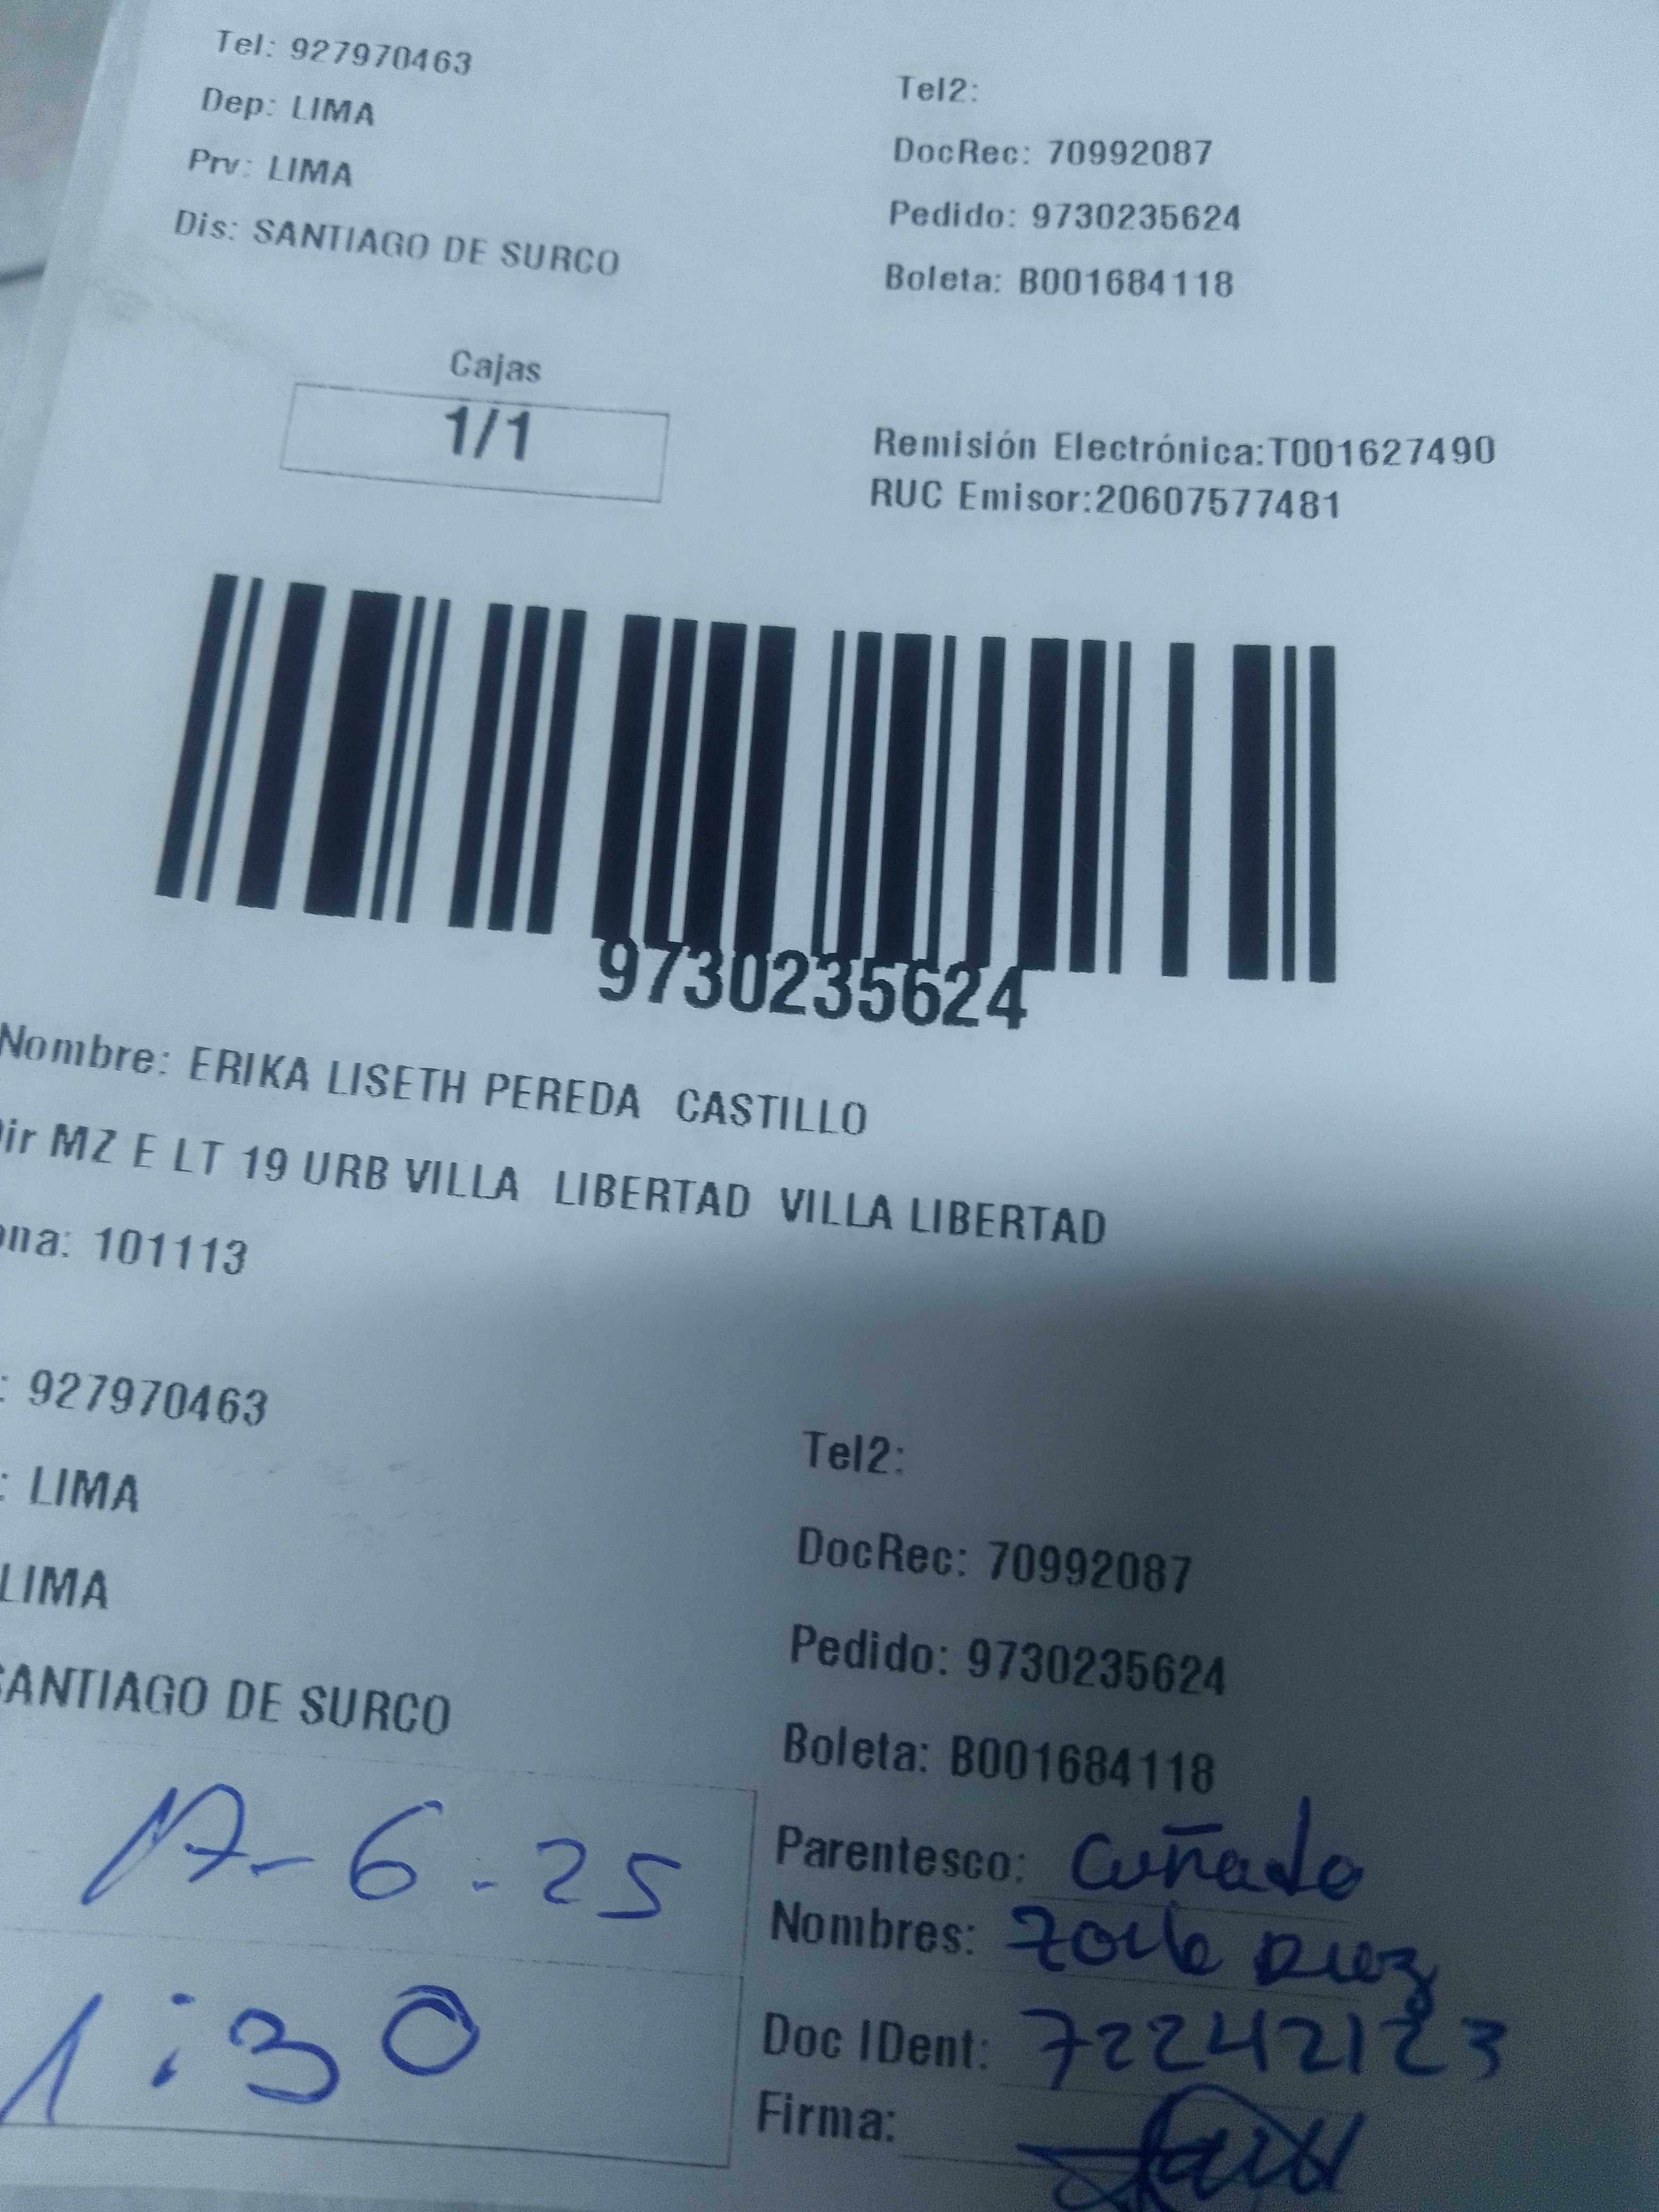 Tel: 927970463
Tel2:
Dep: LIMA
DocRec: 70992087
Prv: LIMA
Pedido: 9730235624
Dis: SANTIAGO DE SURCO
Boleta: B001684118
Cajas
1/1
Remisión Electrónica:T001627490
RUC Emisor:20607577481
9730235624
Nombre: ERIKA LISETH PEREDA CASTILLO
Dir MZ E LT 19 URB VILLA LIBERTAD VILLA LIBERTAD
ona: 101113
: 927970463
Tel2:
: LIMA
DocRec: 70992087
LIMA
Pedido: 9730235624
SANTIAGO DE SURCO
Boleta: B001684118
17-6-25
Parentesco: Cuñado
Nombres:
1:30
Doc IDent: 72242123
Firma: